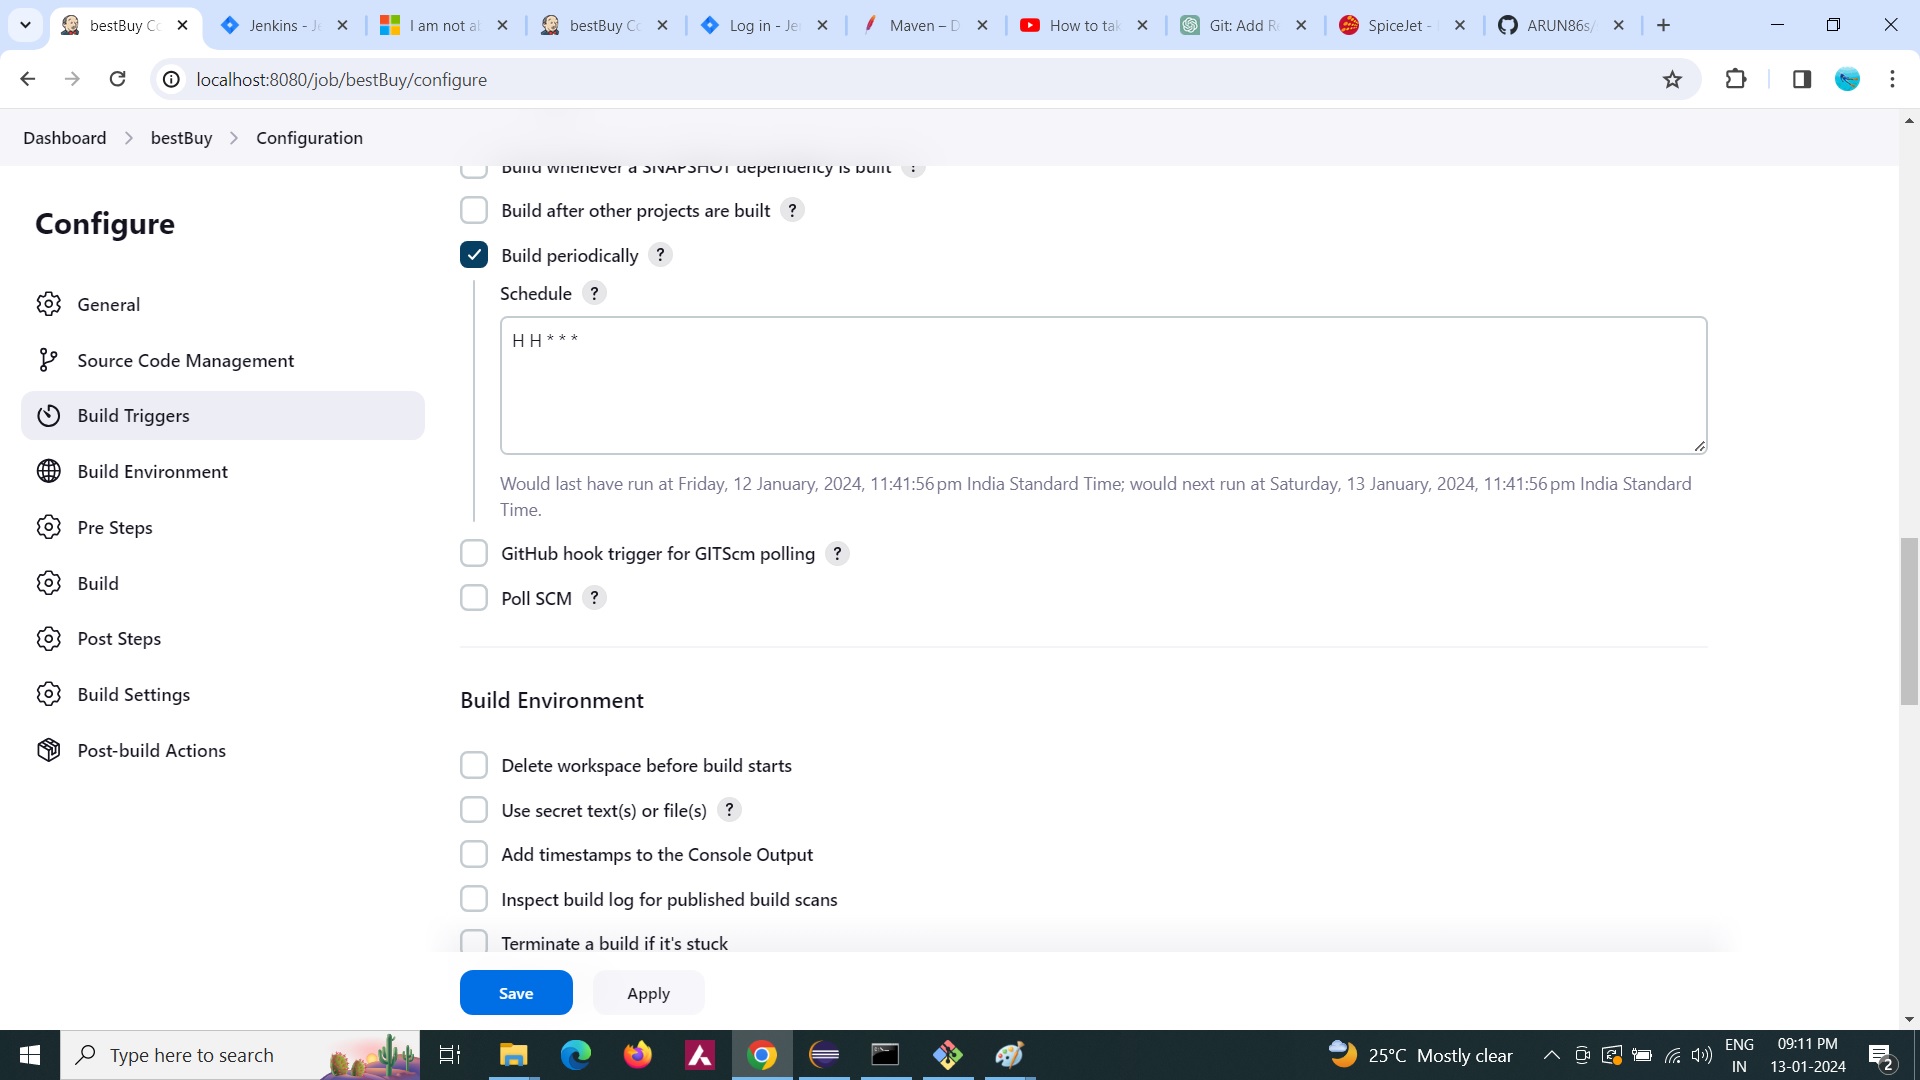 bestBuy Co
Jenkins - Je
I am not ab
bestBuy Co
Log in - Jen
Maven – D
How to tak
Git: Add Re
SpiceJet -
ARUN86s/
localhost:8080/job/bestBuy/configure
Dashboard
bestBuy
Configuration
Build whenever a SNAPSHOT dependency is built ?
Configure
General
Source Code Management
Build Triggers
Build Environment
Pre Steps
Build
Post Steps
Build Settings
Post-build Actions
Build after other projects are built ?
Build periodically ?
Schedule ?
H H * * *
Would last have run at Friday, 12 January, 2024, 11:41:56 pm India Standard Time; would next run at Saturday, 13 January, 2024, 11:41:56 pm India Standard
Time.
GitHub hook trigger for GITScm polling ?
Poll SCM ?
Build Environment
Delete workspace before build starts
Use secret text(s) or file(s) ?
Add timestamps to the Console Output
Inspect build log for published build scans
Terminate a build if it's stuck
Save
Apply
Type here to search
25°C Mostly clear
ENG
IN
09:11 PM
13-01-2024
2